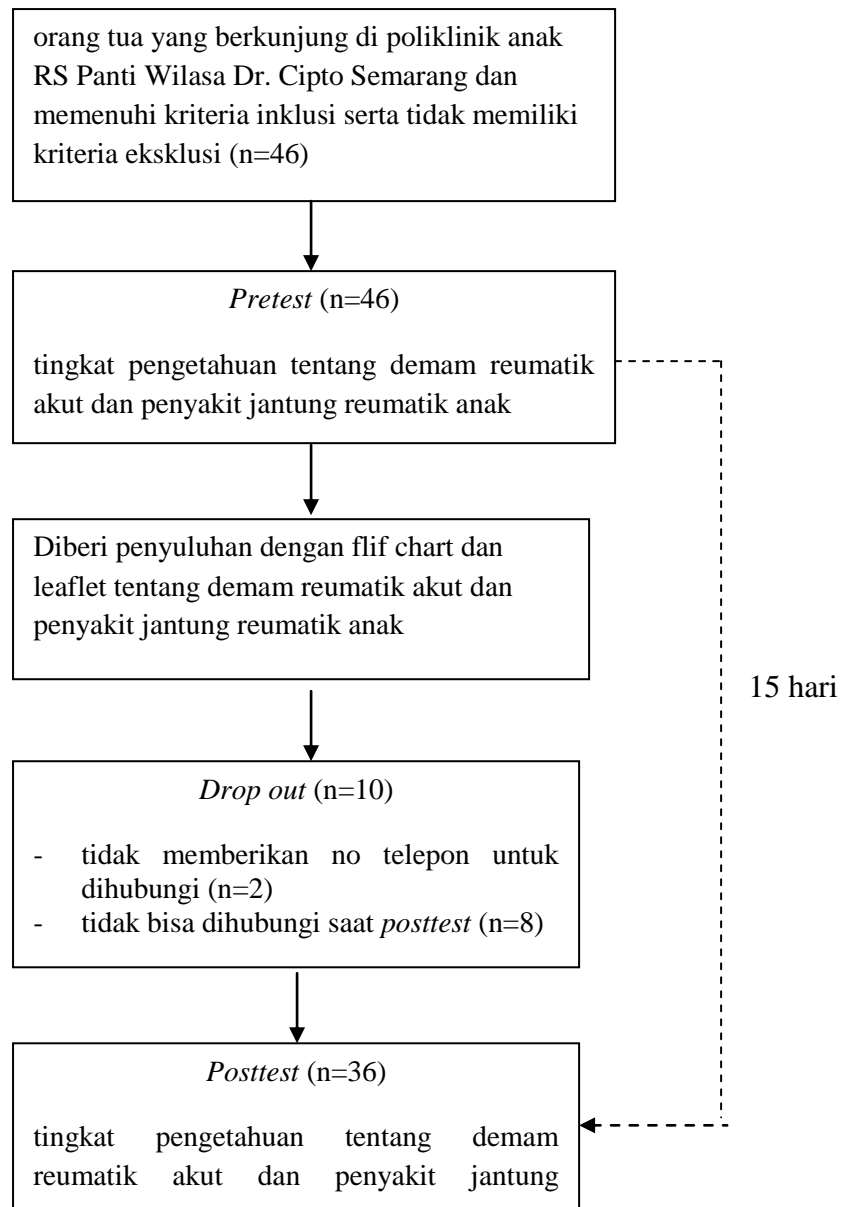 orang tua yang berkunjung di poliklinik anak
RS Panti Wilasa Dr. Cipto Semarang dan
memenuhi kriteria inklusi serta tidak memiliki
kriteria eksklusi (n=46)
Pretest (n=46)
tingkat pengetahuan tentang demam reumatik
akut dan penyakit jantung reumatik anak
Diberi penyuluhan dengan flif chart dan
leaflet tentang demam reumatik akut dan
penyakit jantung reumatik anak
15 hari
Drop out (n=10)
- tidak memberikan no telepon untuk
dihubungi (n=2)
- tidak bisa dihubungi saat posttest (n=8)
Posttest (n=36)
tingkat pengetahuan tentang demam
reumatik akut dan penyakit jantung